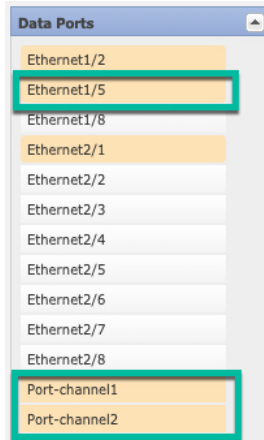 Data Ports
Ethernet1/2
Ethernet1/5
Ethernet1/8
Ethernet2/1
Ethernet2/2
Ethernet2/3
Ethernet2/4
Ethernet2/5
Ethernet2/6
Ethernet2/7
Ethernet2/8
Port-channel1
Port-channel2